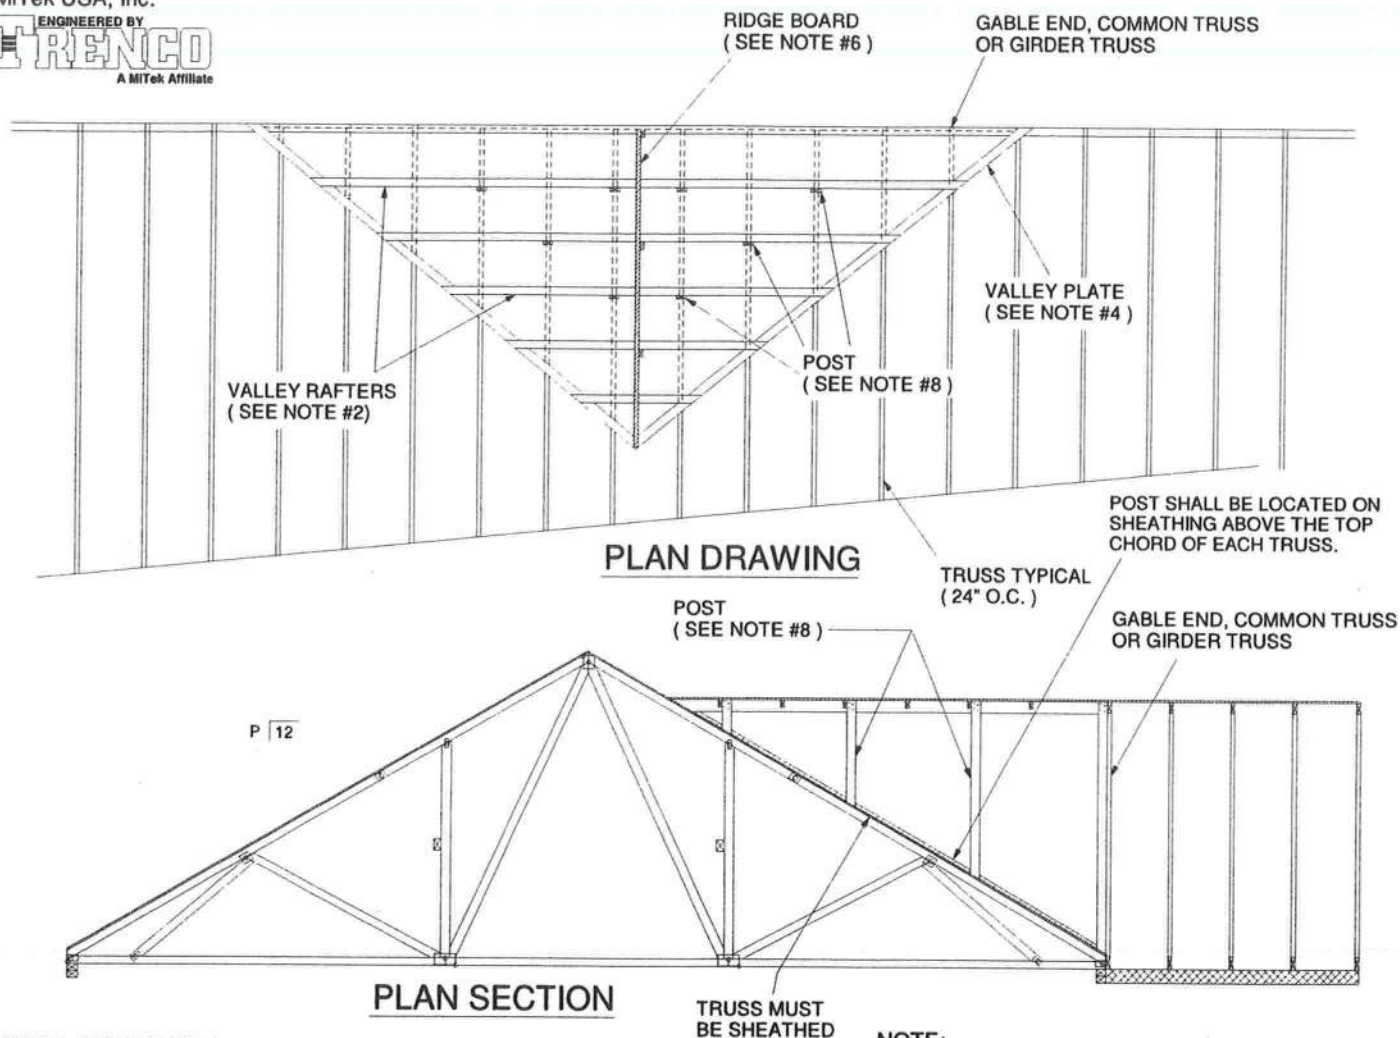 MiTek USA, Inc.
ENGINEERED BY
TRENCO
A MiTek Affiliate
RIDGE BOARD
( SEE NOTE #6 )
GABLE END, COMMON TRUSS
OR GIRDER TRUSS
VALLEY PLATE
( SEE NOTE #4 )
POST
( SEE NOTE #8 )
VALLEY RAFTERS
( SEE NOTE #2)
PLAN DRAWING
TRUSS TYPICAL
( 24" O.C. )
POST SHALL BE LOCATED ON
SHEATHING ABOVE THE TOP
CHORD OF EACH TRUSS.
POST
( SEE NOTE #8 )
GABLE END, COMMON TRUSS
OR GIRDER TRUSS
P 12
PLAN SECTION
TRUSS MUST
BE SHEATHED
NOTE: